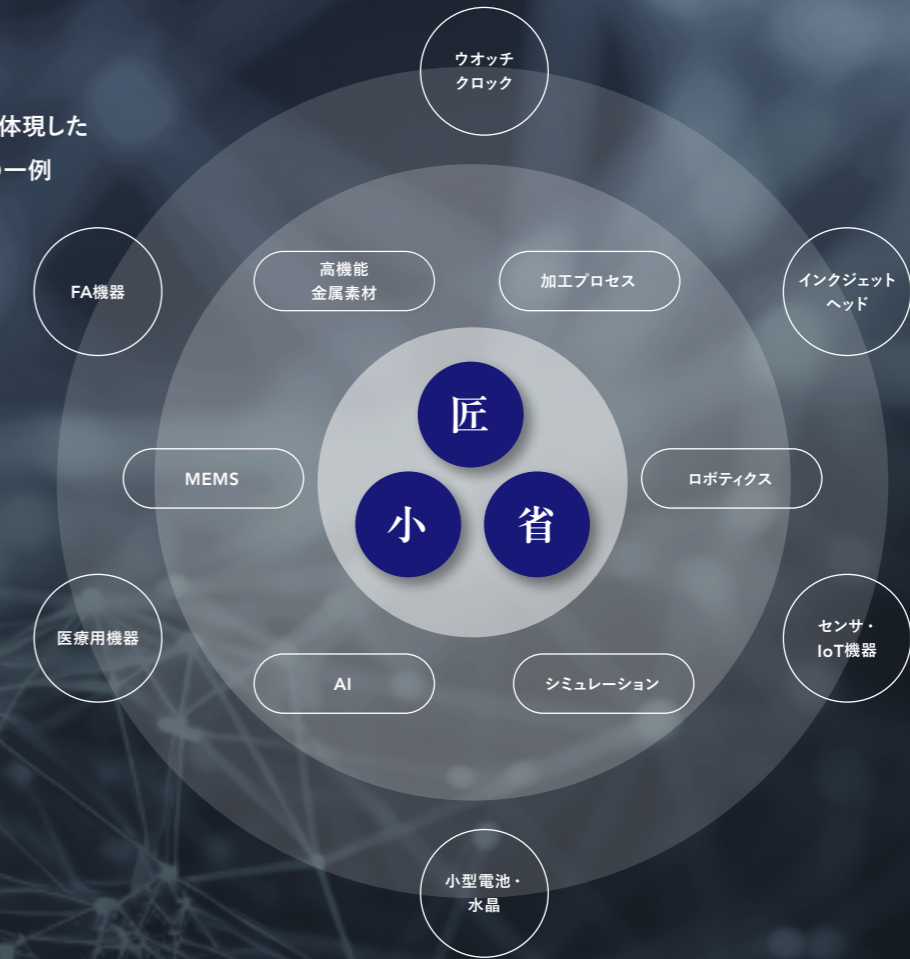 ウオッチ
クロック
体現した
一例
FA機器
高機能
金属素材
加工プロセス
インクジェット
ヘッド
匠
小
省
MEMS
ロボティクス
医療用機器
AI
シミュレーション
センサ・
IoT機器
小型電池・
水晶